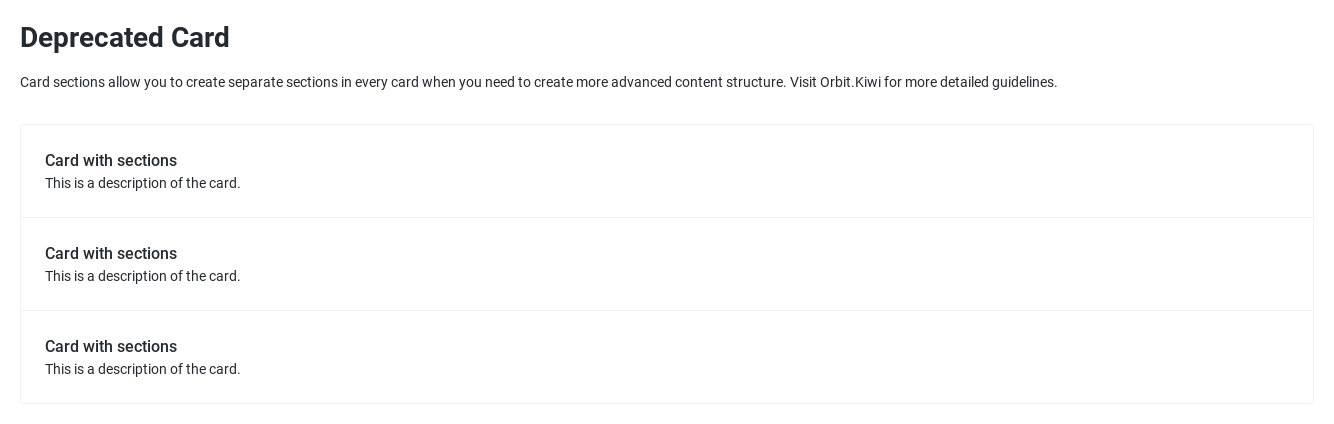 Deprecated Card
Card sections allow you to create separate sections in every card when you need to create more advanced content structure. Visit Orbit.Kiwi for more detailed guidelines.
Card with sections
This is a description of the card.
Card with sections
This is a description of the card.
Card with sections
This is a description of the card.